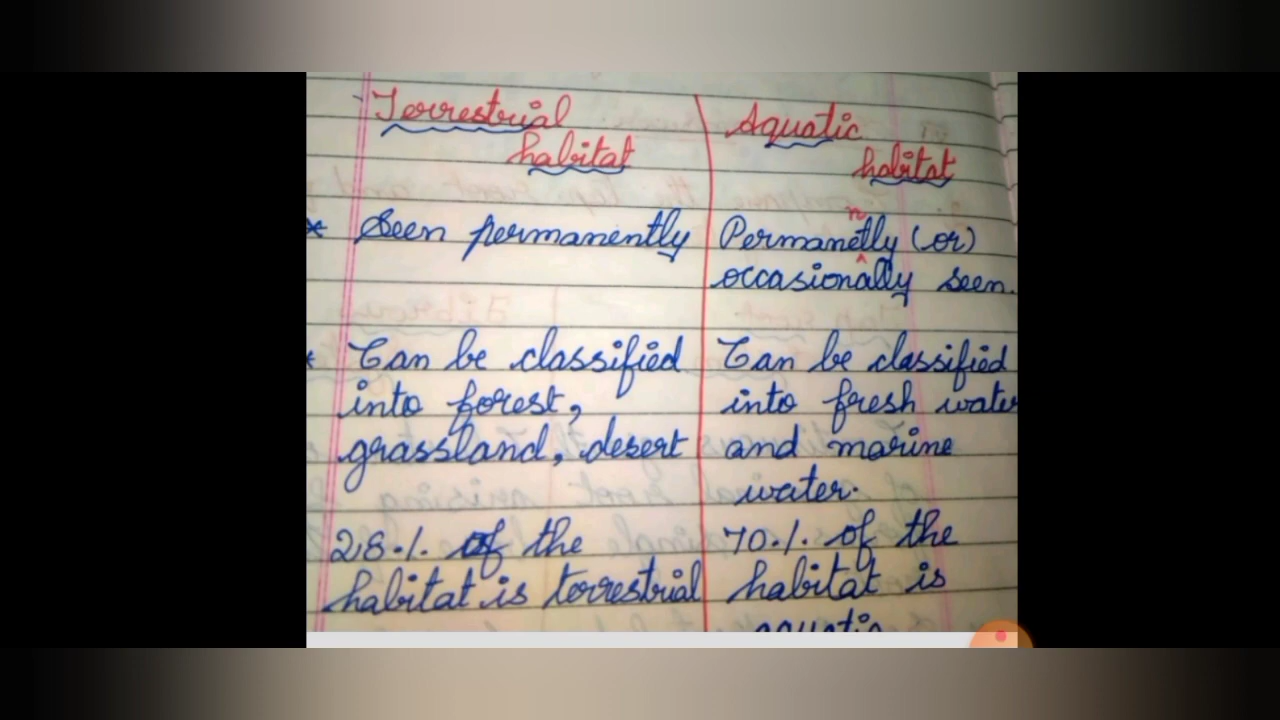 Terrestrial
habitat
* Seen permanently
* Can be classified
into forest,
grassland, desert
28.1. of the
habitat is terrestrial
Aquatic
habitat
Permanently (or)
occasionally seen.
Can be classified
into fresh water
and marine
water.
70.1. of the
habitat is
aquatic